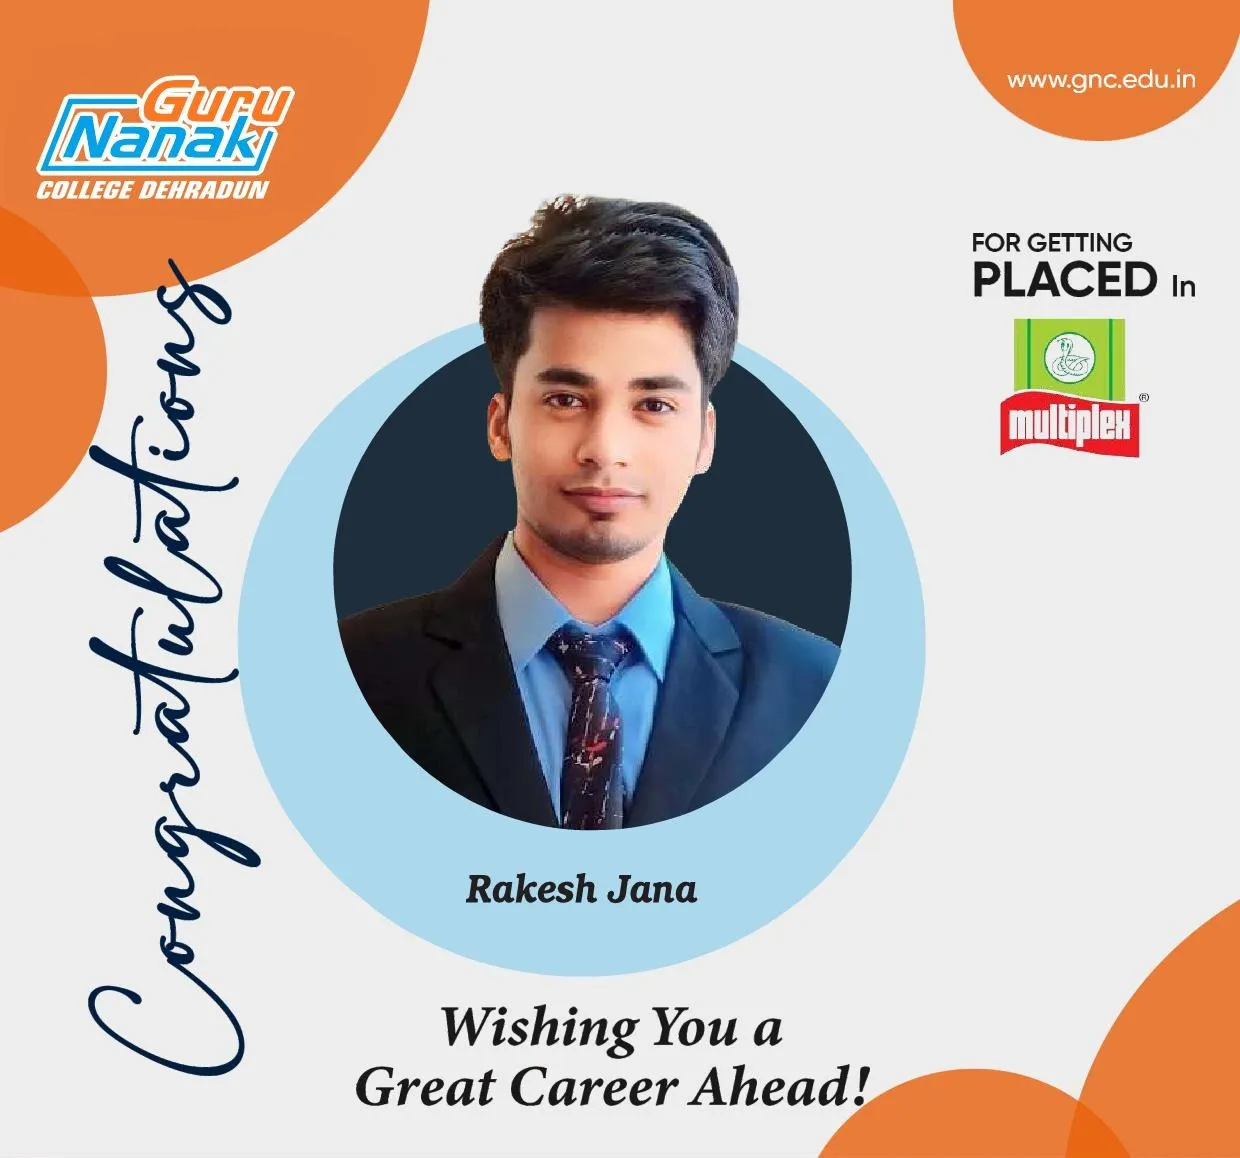 Guru
Nanak
COLLEGE DEHRADUN
www.gnc.edu.in
Congratulations
FOR GETTING
PLACED In
multiplex ®
Rakesh Jana
Wishing You a
Great Career Ahead!